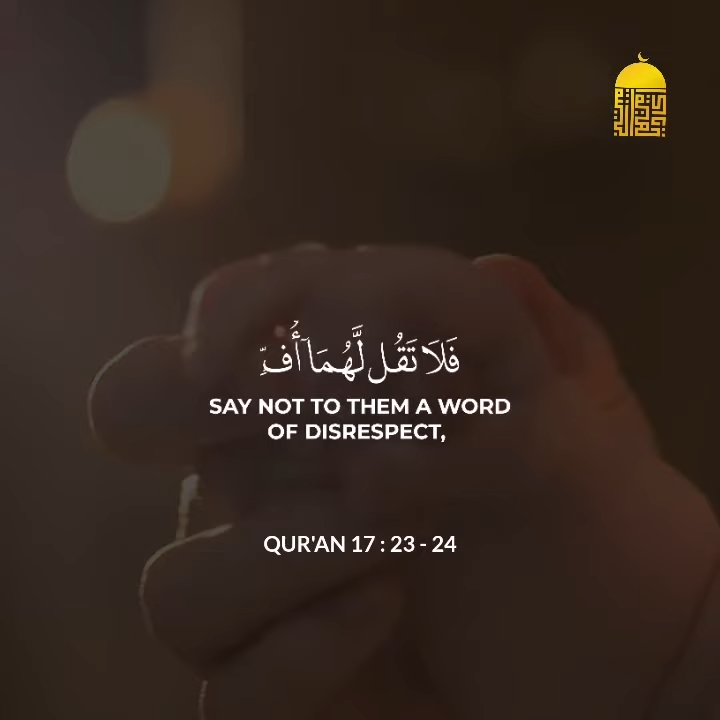 فَلَا تَقُل لَّهُمَآ أُفٍّ
SAY NOT TO THEM A WORD
OF DISRESPECT,
QUR'AN 17 : 23 - 24